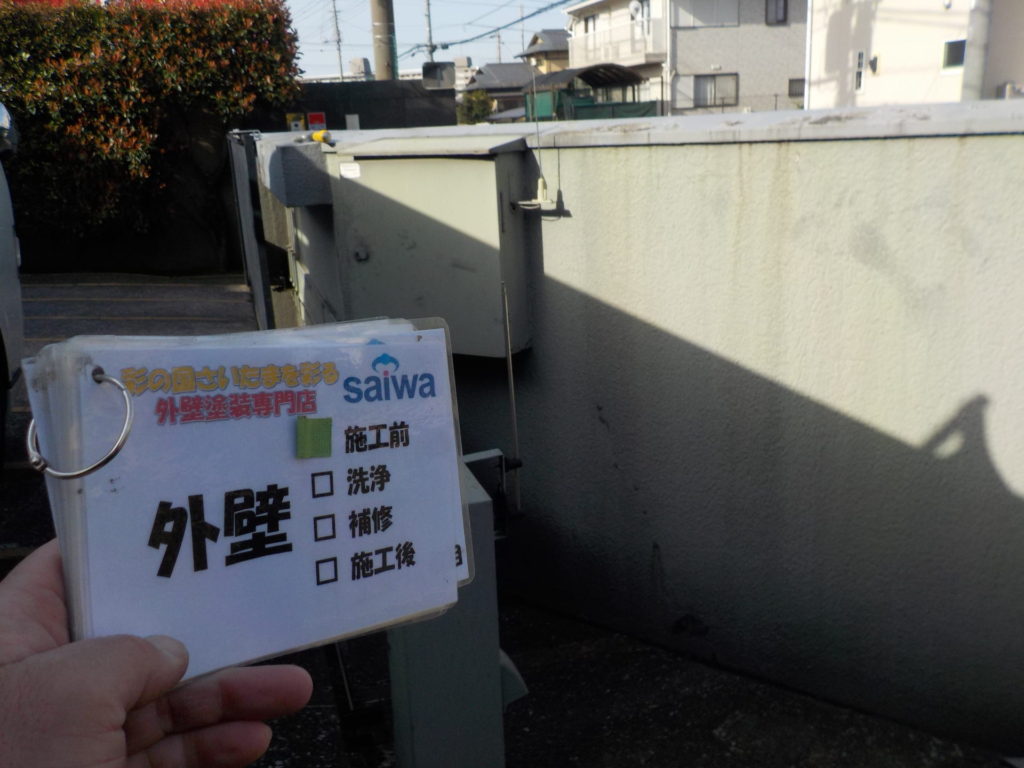 彩の国さいたまを彩る
外壁塗装専門店
saiwa
外壁
施工前
□ 洗浄
□ 補修
□ 施工後